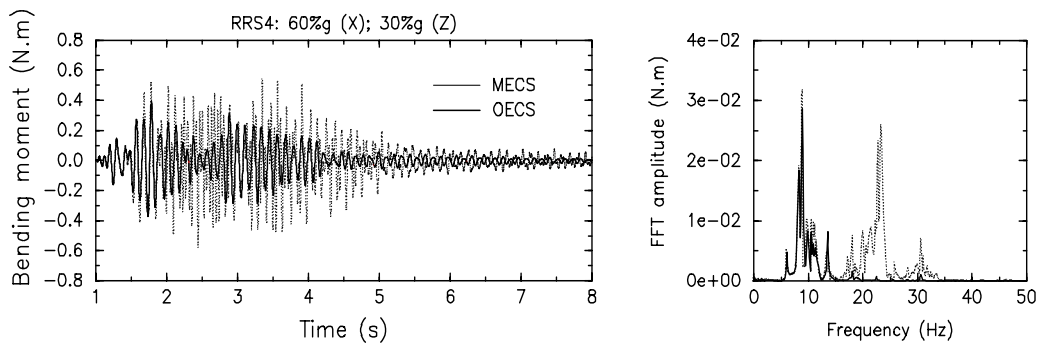 RRS4: 60%g (X); 30%g (Z)
Bending moment (N.m)
0.8
0.6
0.4
0.2
0.0
−0.2
−0.4
−0.6
−0.8
MECS
OECS
1 2 3 4 5 6 7 8
Time (s)
FFT amplitude (N.m)
4e−02
3e−02
2e−02
1e−02
0e+00
0 10 20 30 40 50
Frequency (Hz)